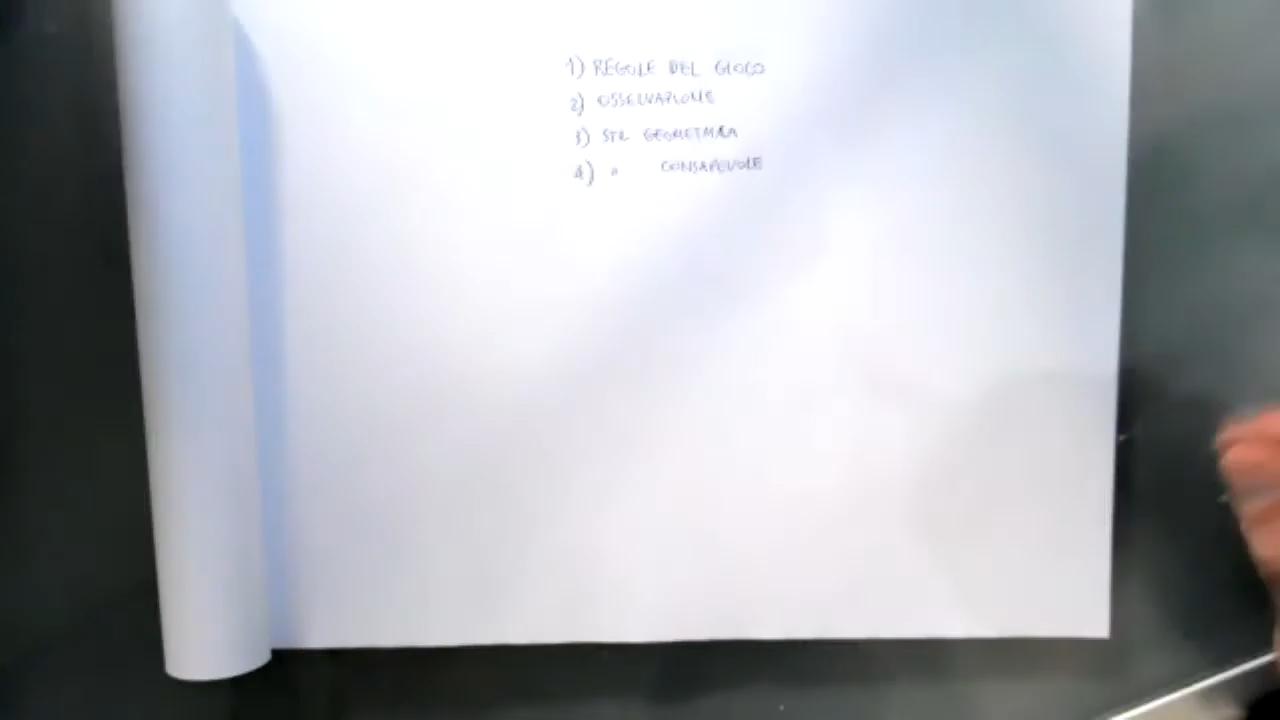 1) REGOLE DEL GIOCO
2) OSSERVAZIONE
3) STR GEOMETRICA
4) " CONSAPEVOLE